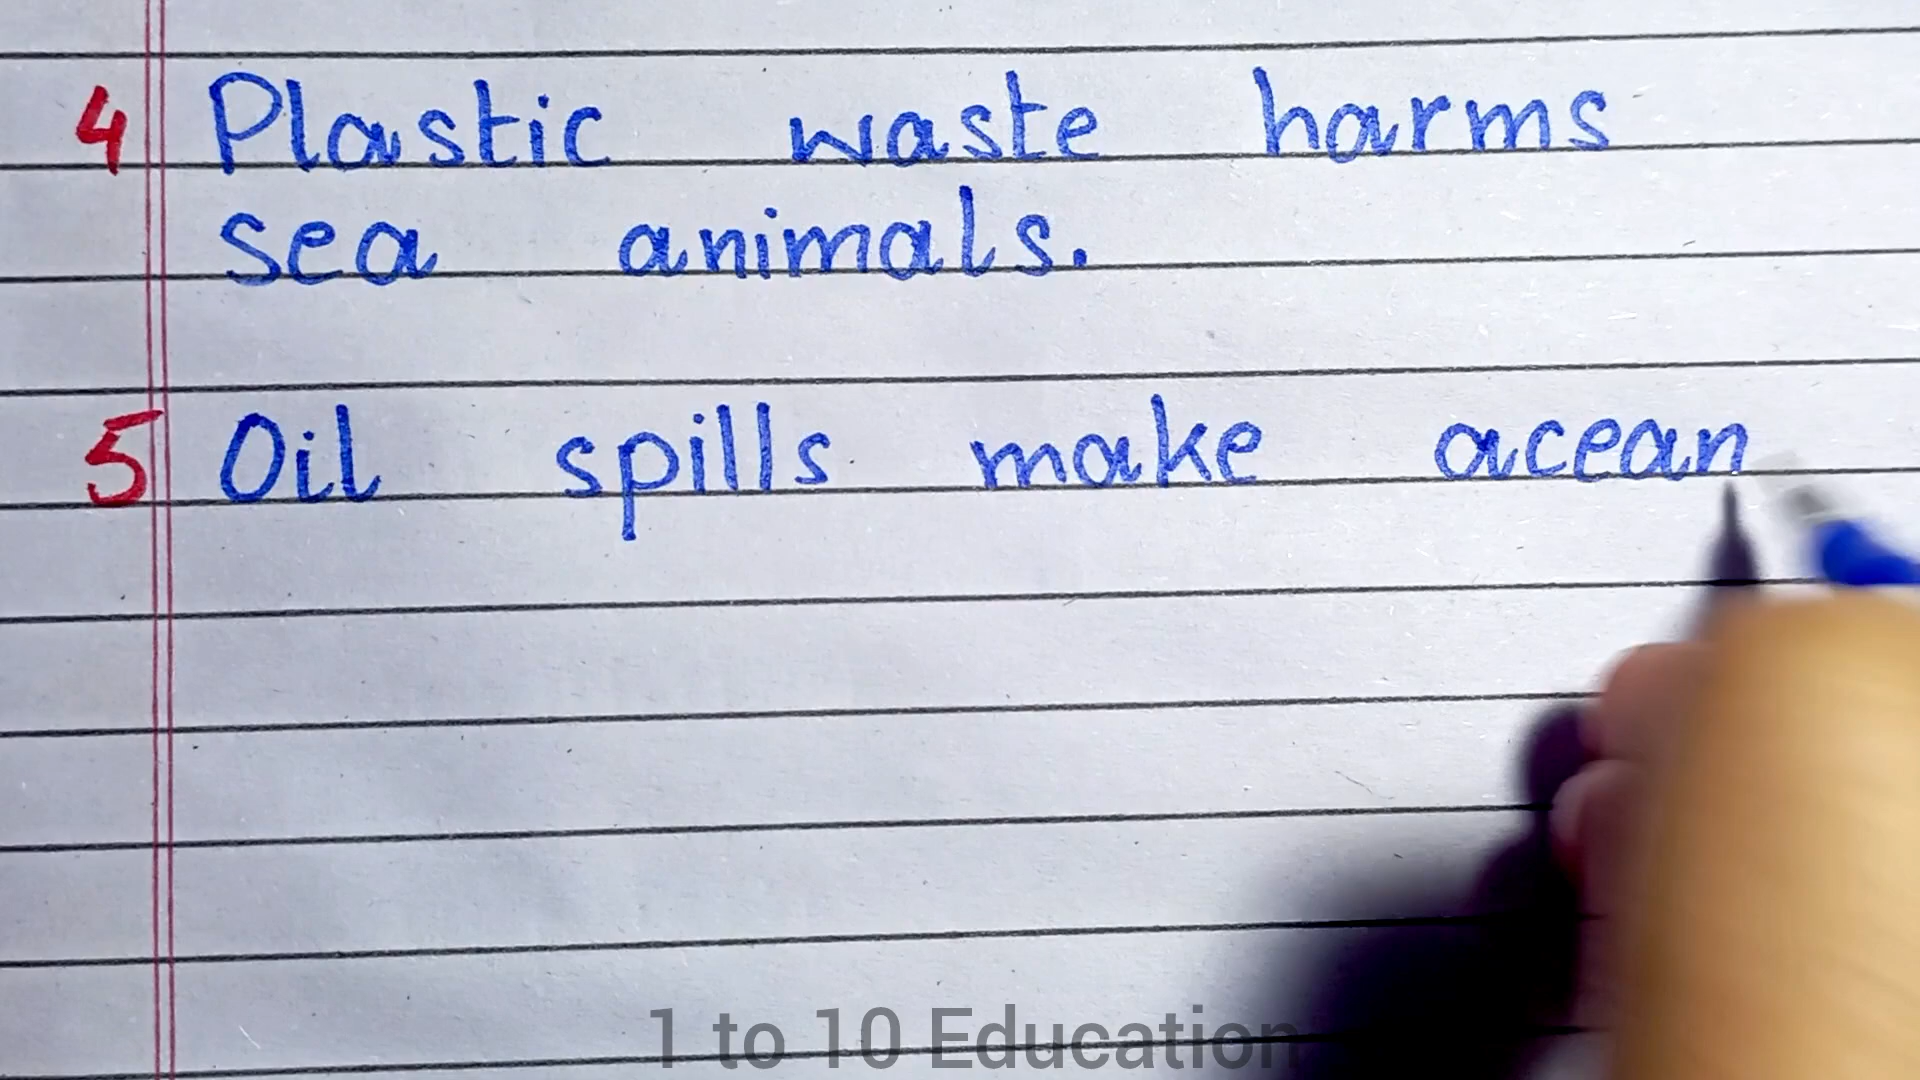 4 Plastic waste harms
sea animals.
5 Oil spills make acean
1 to 10 Education